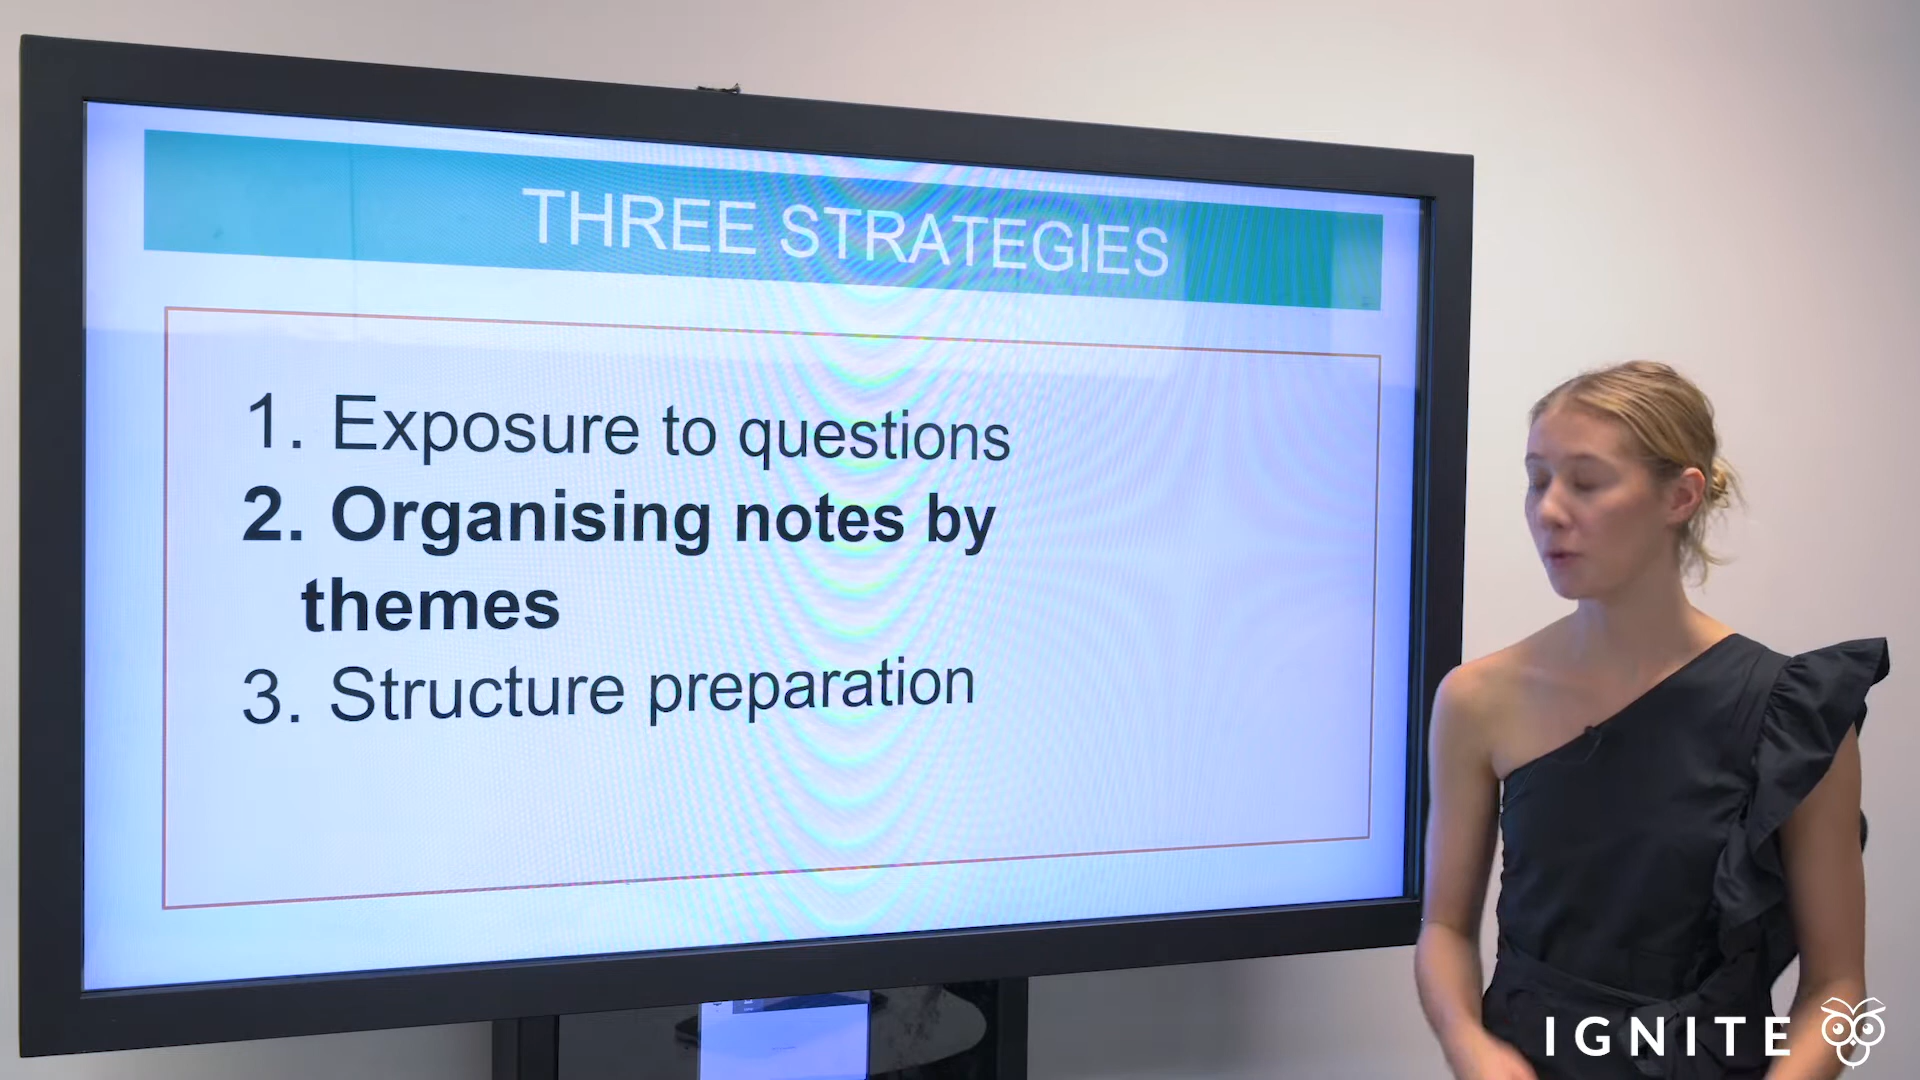 THREE STRATEGIES
1. Exposure to questions
2. Organising notes by
themes
3. Structure preparation
IGNITE